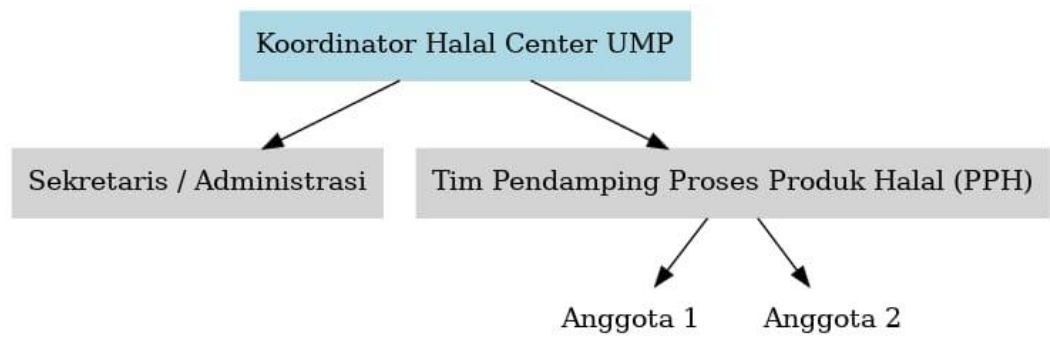 Koordinator Halal Center UMP
Sekretaris / Administrasi
Tim Pendamping Proses Produk Halal (PPH)
Anggota 1
Anggota 2